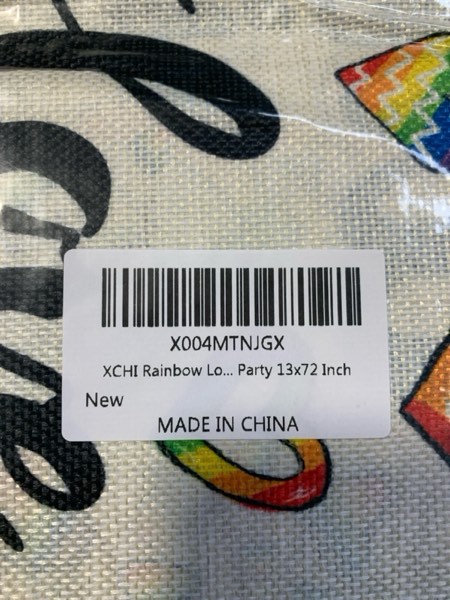 X004MTNJGX
XCHI Rainbow Lo... Party 13x72 Inch
New
MADE IN CHINA